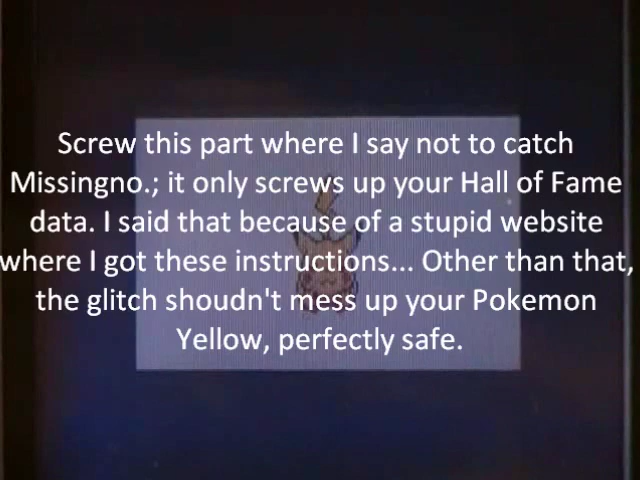 Screw this part where I say not to catch
Missingno.; it only screws up your Hall of Fame
data. I said that because of a stupid website
where I got these instructions... Other than that,
the glitch shoudn't mess up your Pokemon
Yellow, perfectly safe.